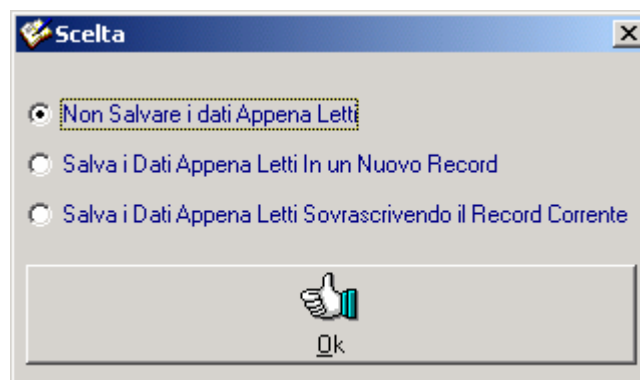 Scelta
Non Salvare i dati Appena Letti
Salva i Dati Appena Letti In un Nuovo Record
Salva i Dati Appena Letti Sovrascrivendo il Record Corrente
Ok